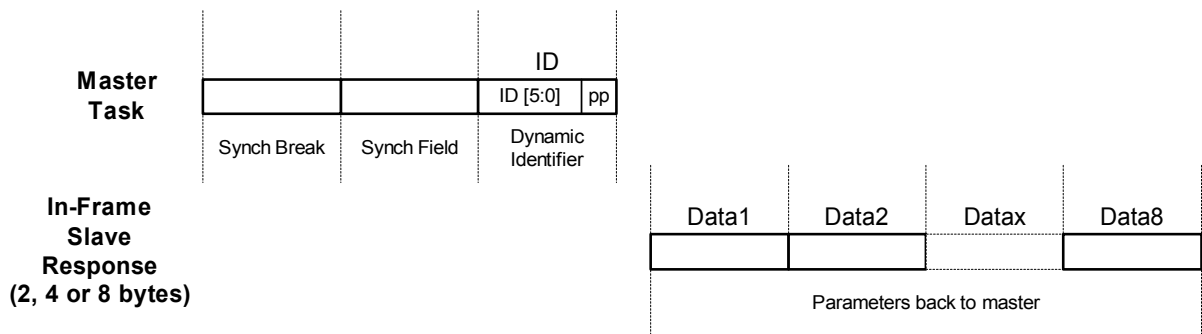 ID
Master
Task
ID [5:0] pp
Synch Break Synch Field Dynamic
Identifier
In-Frame
Slave
Response
(2, 4 or 8 bytes)
Data1 Data2 Datax Data8
Parameters back to master